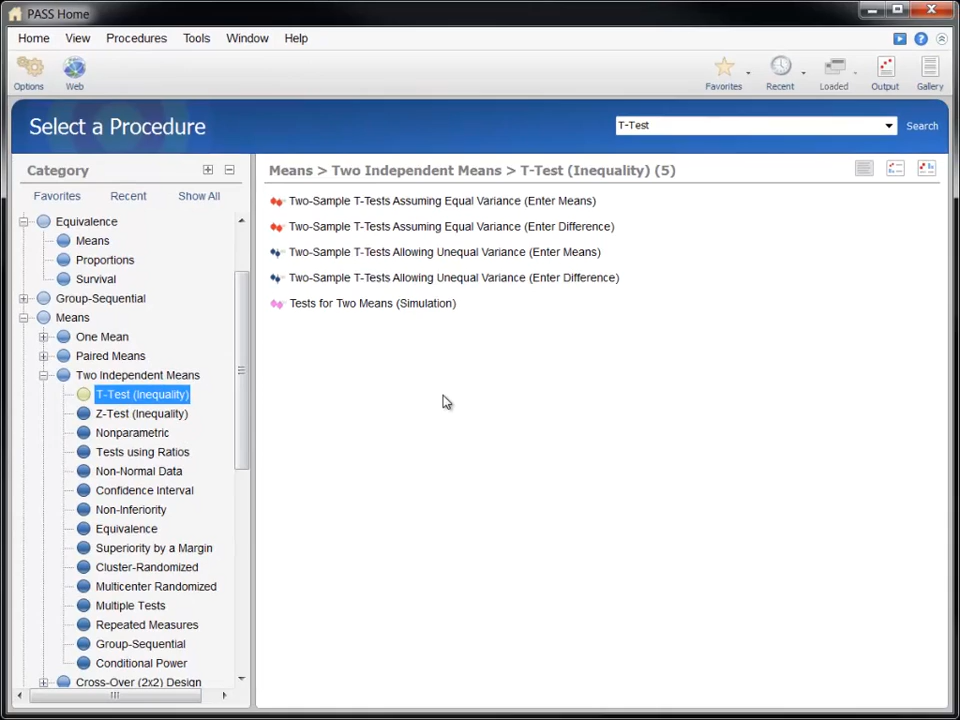 PASS Home
Home View Procedures Tools Window Help
Options Web Favorites Recent Loaded Output Gallery
Select a Procedure
T-Test Search
Category
Favorites Recent Show All
Equivalence
Means
Proportions
Survival
Group-Sequential
Means
One Mean
Paired Means
Two Independent Means
T-Test (Inequality)
Z-Test (Inequality)
Nonparametric
Tests using Ratios
Non-Normal Data
Confidence Interval
Non-Inferiority
Equivalence
Superiority by a Margin
Cluster-Randomized
Multicenter Randomized
Multiple Tests
Repeated Measures
Group-Sequential
Conditional Power
Cross-Over (2x2) Design
Means > Two Independent Means > T-Test (Inequality) (5)
Two-Sample T-Tests Assuming Equal Variance (Enter Means)
Two-Sample T-Tests Assuming Equal Variance (Enter Difference)
Two-Sample T-Tests Allowing Unequal Variance (Enter Means)
Two-Sample T-Tests Allowing Unequal Variance (Enter Difference)
Tests for Two Means (Simulation)